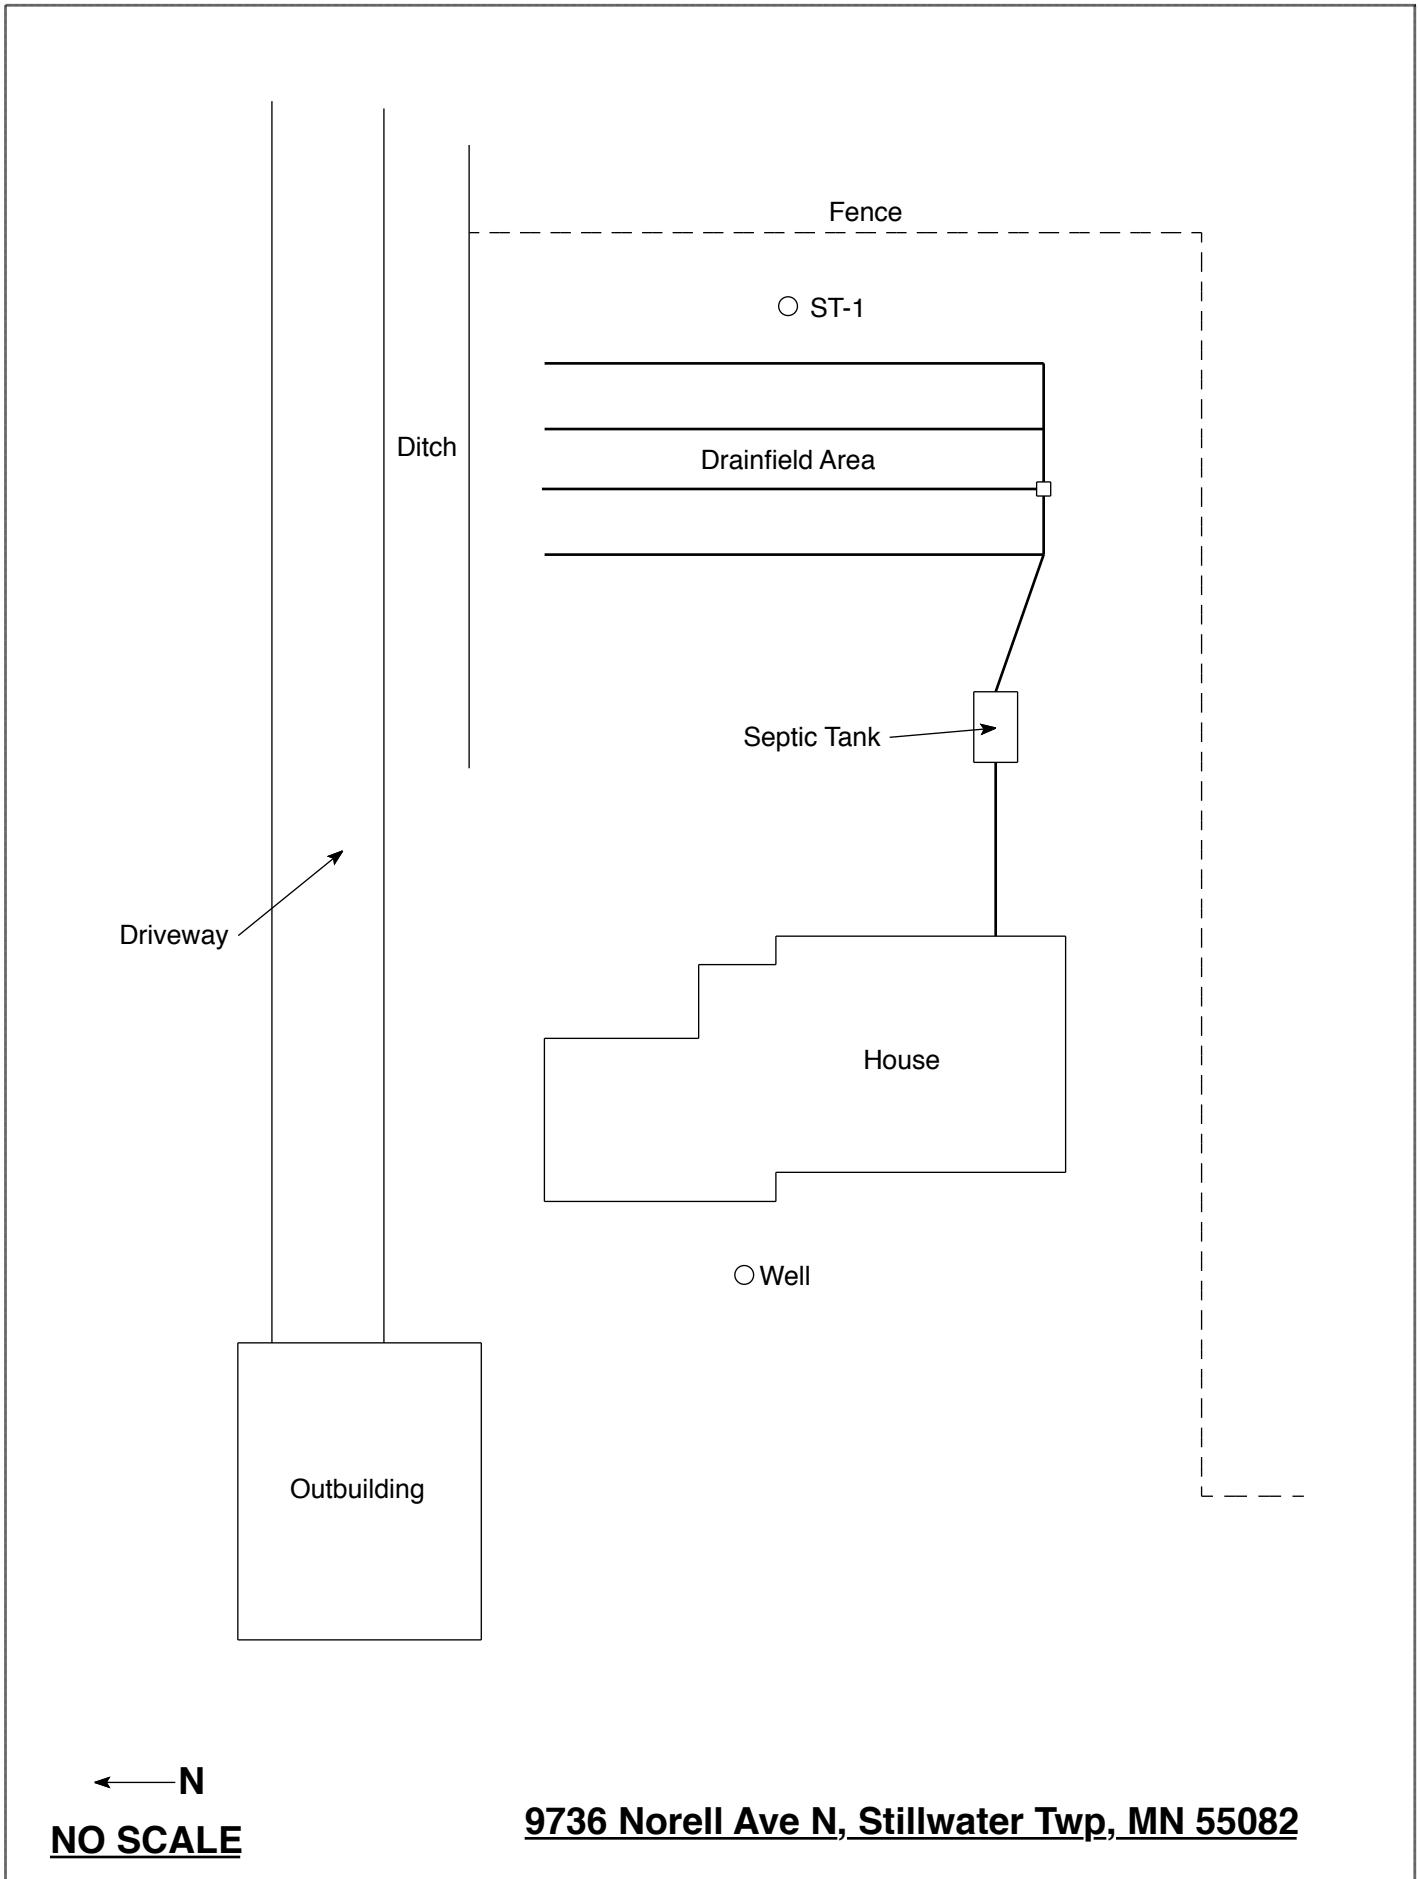 Fence
ST-1
Ditch
Drainfield Area
Septic Tank
Driveway
House
Well
Outbuilding
N
NO SCALE
9736 Norell Ave N, Stillwater Twp, MN 55082